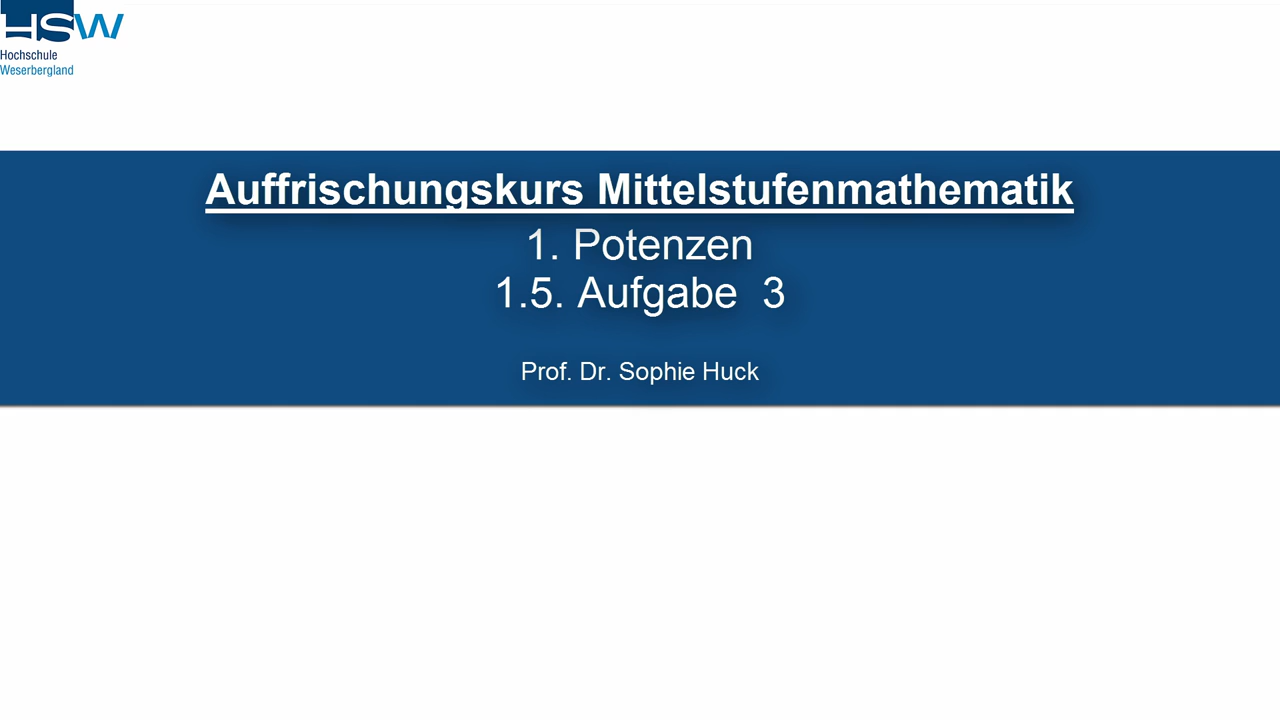 HSW
Hochschule
Weserbergland
Auffrischungskurs Mittelstufenmathematik
1. Potenzen
1.5. Aufgabe 3
Prof. Dr. Sophie Huck